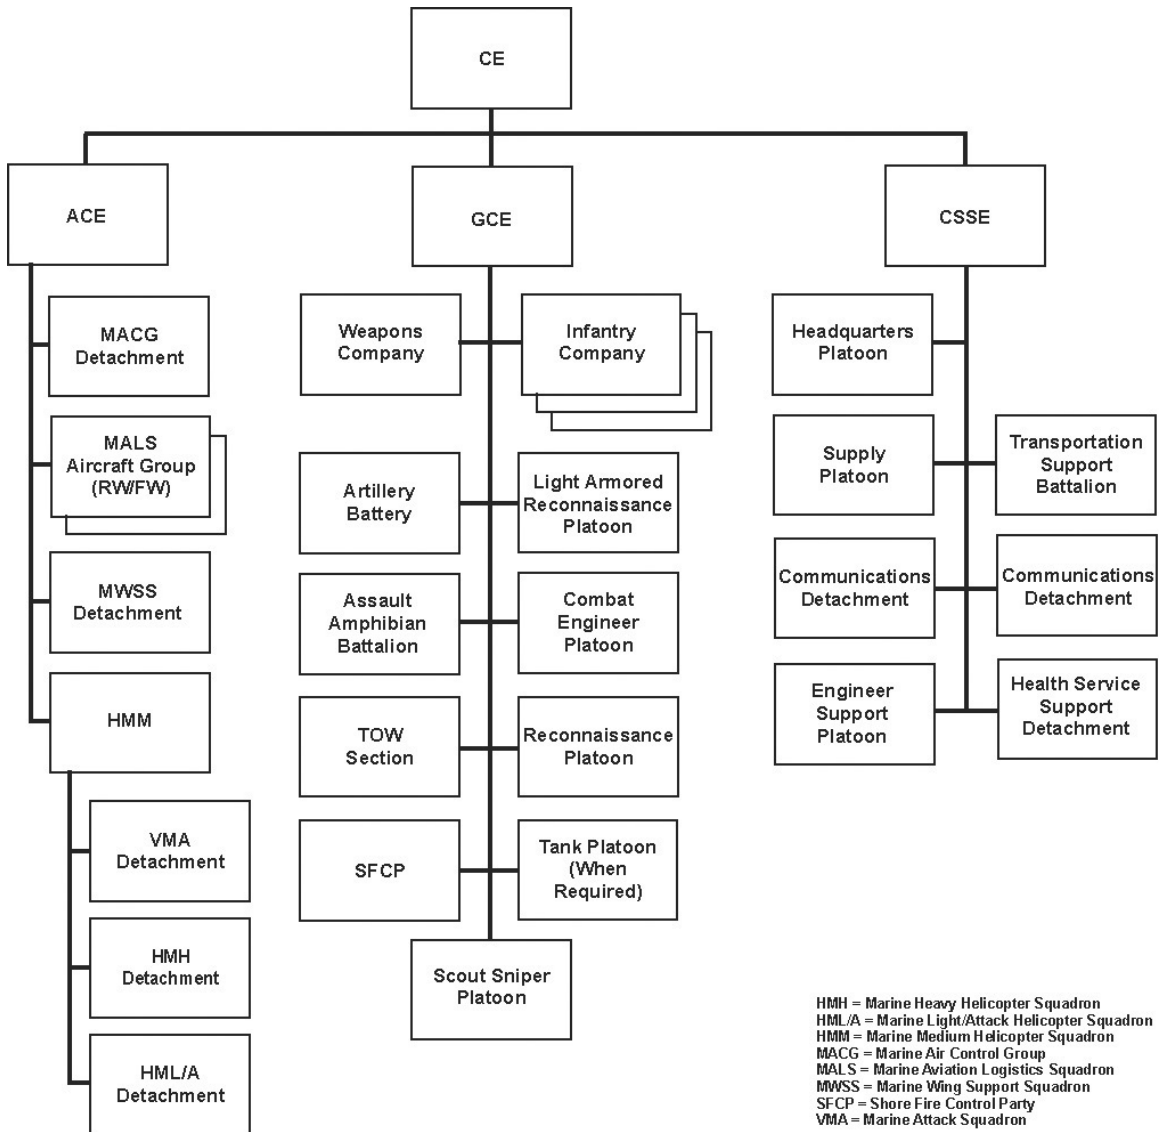 CE
ACE
GCE
CSSE
MACG
Detachment
MALS
Aircraft Group
(RW/FW)
MWSS
Detachment
HMM
VMA
Detachment
HMH
Detachment
HML/A
Detachment
Weapons
Company
Infantry
Company
Artillery
Battery
Light Armored
Reconnaissance
Platoon
Assault
Amphibian
Battalion
Combat
Engineer
Platoon
TOW
Section
Reconnaissance
Platoon
SFCP
Tank Platoon
(When
Required)
Scout Sniper
Platoon
Headquarters
Platoon
Supply
Platoon
Transportation
Support
Battalion
Communications
Detachment
Communications
Detachment
Engineer
Support
Platoon
Health Service
Support
Detachment
HMH = Marine Heavy Helicopter Squadron
HML/A = Marine Light/Attack Helicopter Squadron
HMM = Marine Medium Helicopter Squadron
MACG = Marine Air Control Group
MALS = Marine Aviation Logistics Squadron
MWSS = Marine Wing Support Squadron
SFCP = Shore Fire Control Party
VMA = Marine Attack Squadron